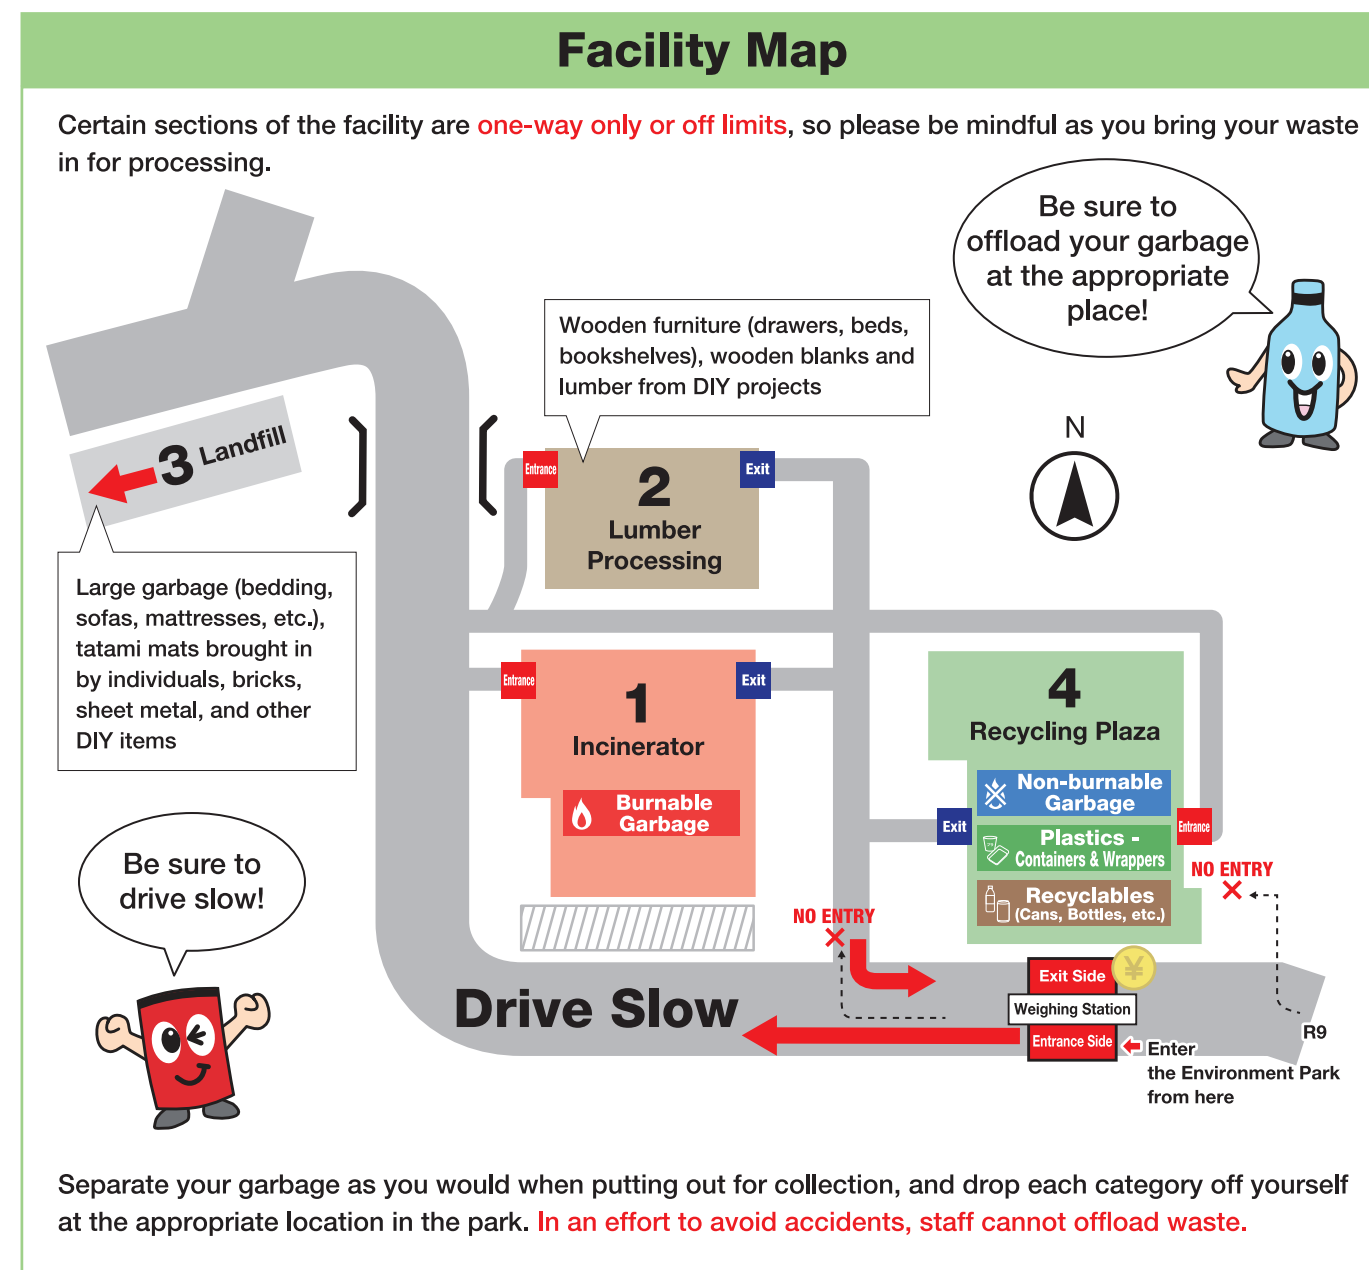 Facility Map
Certain sections of the facility are one-way only or off limits, so please be mindful as you bring your waste
in for processing.
Be sure to
offload your garbage
at the appropriate
place!
Wooden furniture (drawers, beds,
bookshelves), wooden blanks and
lumber from DIY projects
N
3 Landfill
Entrance
Exit
2
Lumber
Processing
Large garbage (bedding,
sofas, mattresses, etc.),
tatami mats brought in
by individuals, bricks,
sheet metal, and other
DIY items
Entrance
Exit
1
Incinerator
Burnable
Garbage
4
Recycling Plaza
Non-burnable
Garbage
Exit
Entrance
Plastics -
Containers & Wrappers
Recyclables
(Cans, Bottles, etc.)
NO ENTRY
NO ENTRY
Be sure to
drive slow!
Drive Slow
¥
Exit Side
Weighing Station
Entrance Side
R9
Enter
the Environment Park
from here
Separate your garbage as you would when putting out for collection, and drop each category off yourself
at the appropriate location in the park. In an effort to avoid accidents, staff cannot offload waste.